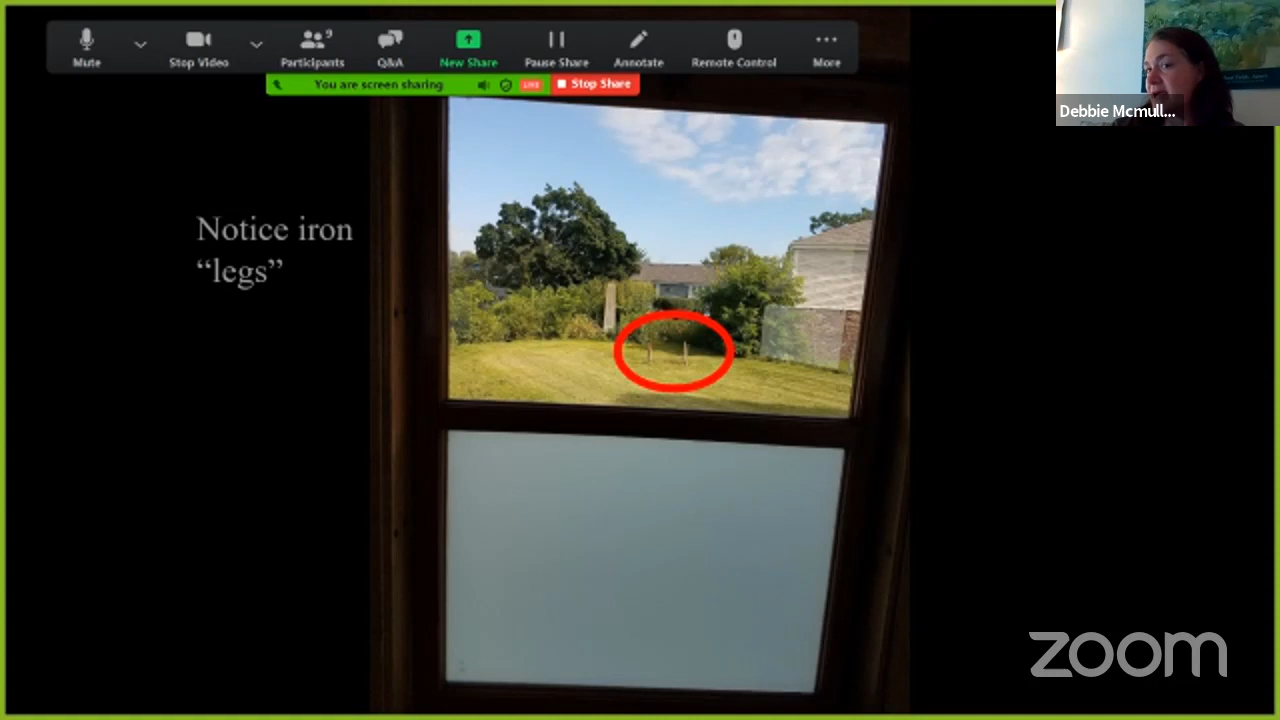 9
Mute
Stop Video
Participants
Q&A
New Share
Pause Share
Annotate
Remote Control
More
You are screen sharing
LIVE
Stop Share
Debbie Mcmull...
Notice iron
“legs”
zoom